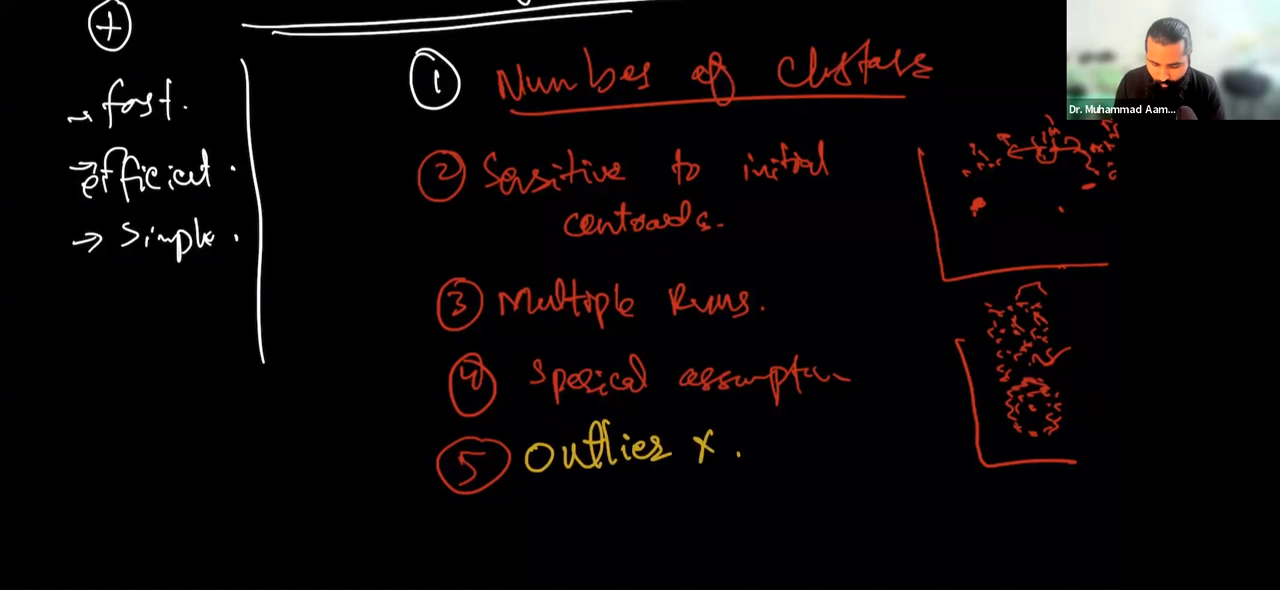 +
→ fast.
→ efficient.
→ Simple.
① Number of clusters
② Sensitive to initial
centroids.
③ Multiple Runs.
④ Sperical assumption
⑤ Outlier x.
Dr. Muhammad Aam...